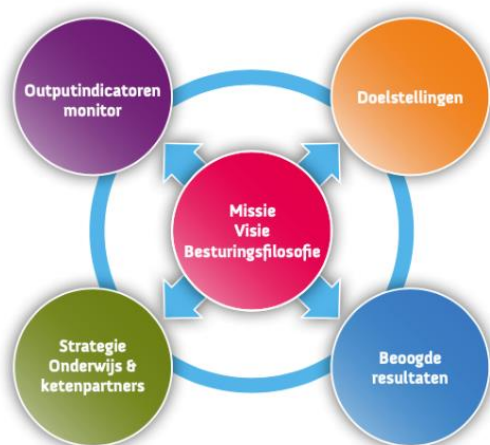 Outputindicatoren
monitor
Doelstellingen
Missie
Visie
Besturingsfilosofie
Strategie
Onderwijs &
ketenpartners
Beoogde
resultaten